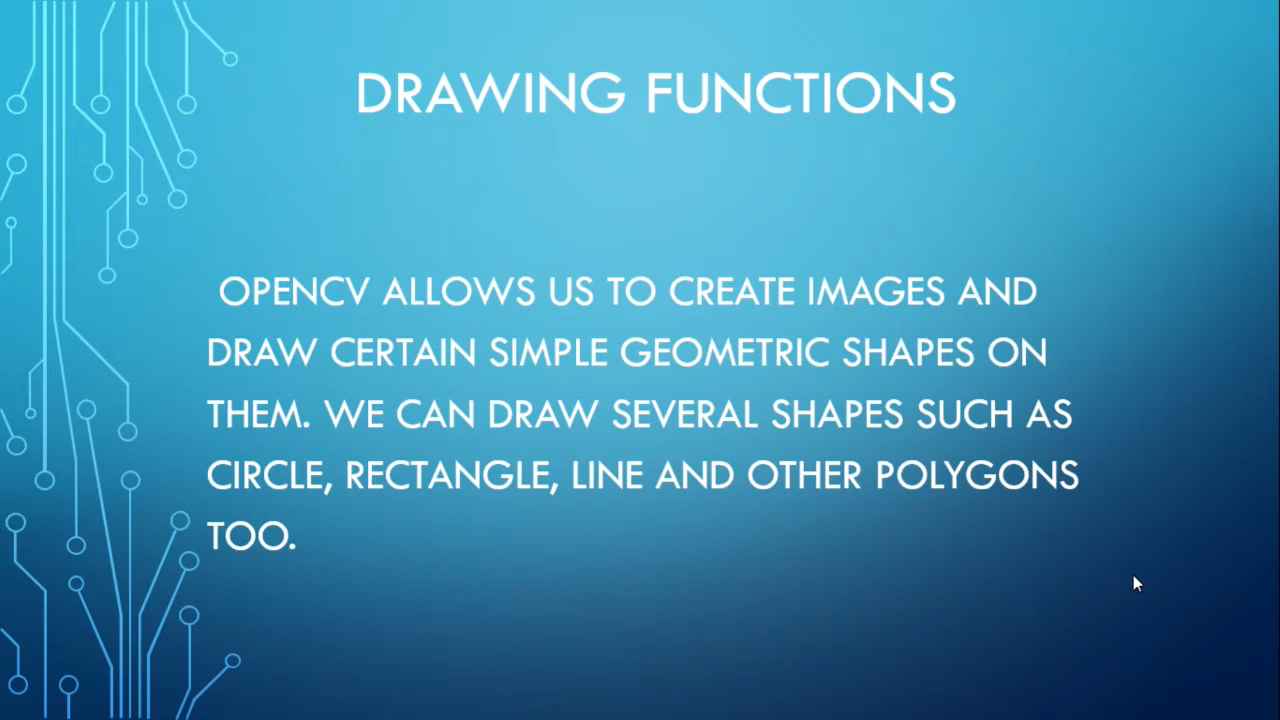 DRAWING FUNCTIONS
OPENCV ALLOWS US TO CREATE IMAGES AND
DRAW CERTAIN SIMPLE GEOMETRIC SHAPES ON
THEM. WE CAN DRAW SEVERAL SHAPES SUCH AS
CIRCLE, RECTANGLE, LINE AND OTHER POLYGONS
TOO.